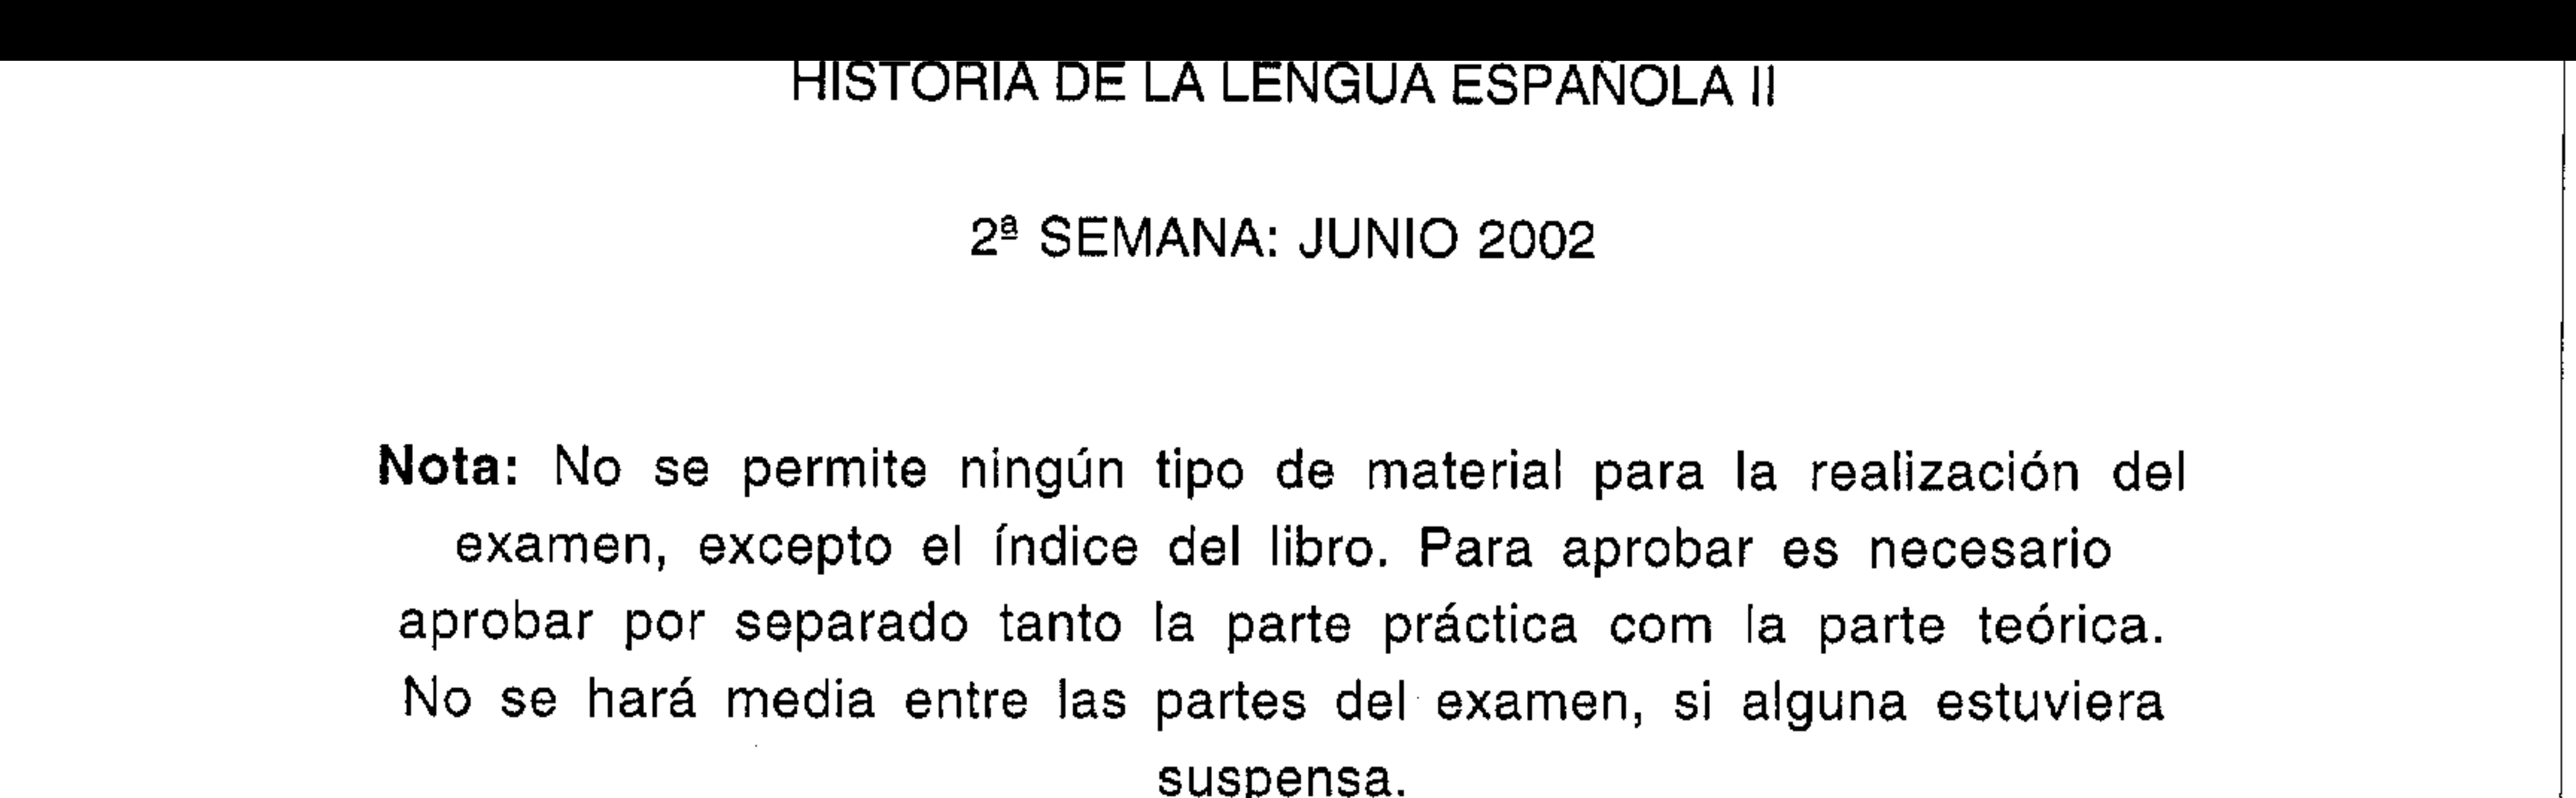 HISTORIA DE LA LENGUA ESPAÑOLA II
2ª SEMANA: JUNIO 2002
Nota: No se permite ningún tipo de material para la realización del
examen, excepto el índice del libro. Para aprobar es necesario
aprobar por separado tanto la parte práctica com la parte teórica.
No se hará media entre las partes del examen, si alguna estuviera
suspensa.